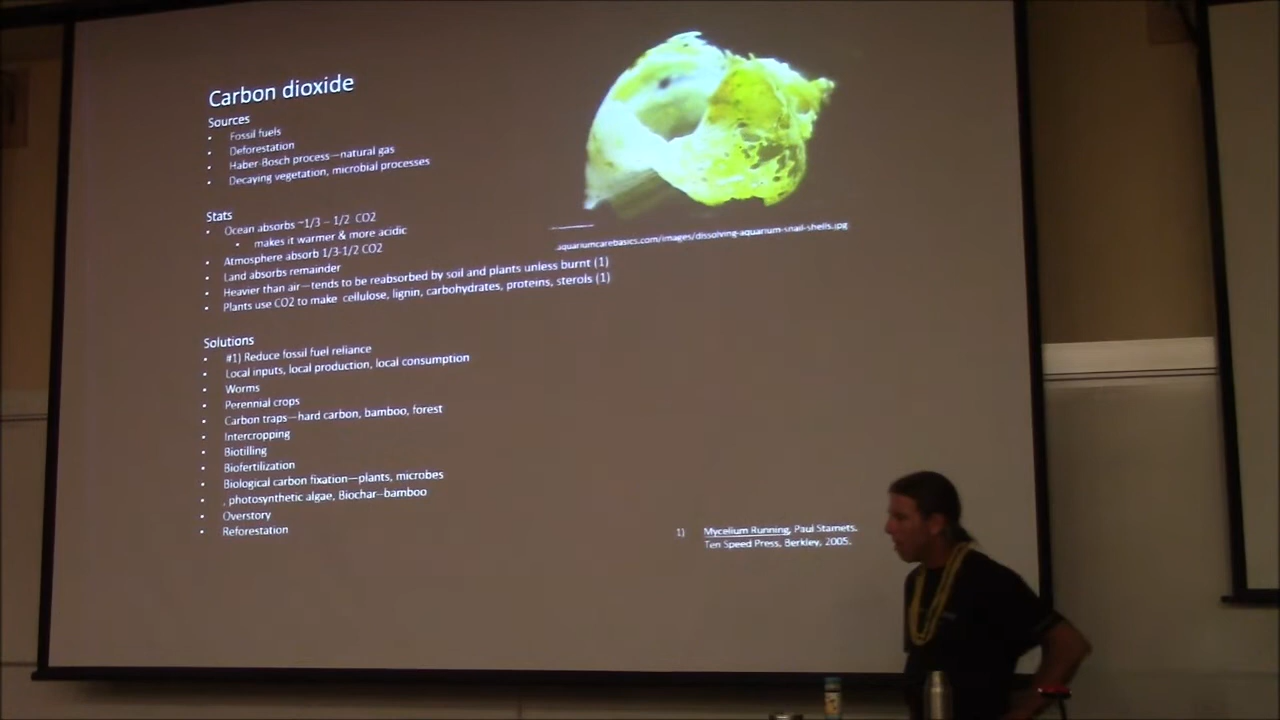 Carbon dioxide
Sources
• Fossil fuels
• Deforestation
• Haber-Bosch process—natural gas
• Decaying vegetation, microbial processes
Stats
• Ocean absorbs ~1/3 – 1/2 CO2
• makes it warmer & more acidic
• Atmosphere absorb 1/3-1/2 CO2
• Land absorbs remainder
• Heavier than air—tends to be reabsorbed by soil and plants unless burnt (1)
• Plants use CO2 to make cellulose, lignin, carbohydrates, proteins, sterols (1)
Solutions
• #1) Reduce fossil fuel reliance
• Local inputs, local production, local consumption
• Worms
• Perennial crops
• Carbon traps—hard carbon, bamboo, forest
• Intercropping
• Biotilling
• Biofertilization
• Biological carbon fixation—plants, microbes
• , photosynthetic algae, Biochar—bamboo
• Overstory
• Reforestation
aquariumcarebasics.com/images/dissolving-aquarium-snail-shells.jpg
1) Mycelium Running, Paul Stamets.
Ten Speed Press, Berkley, 2005.